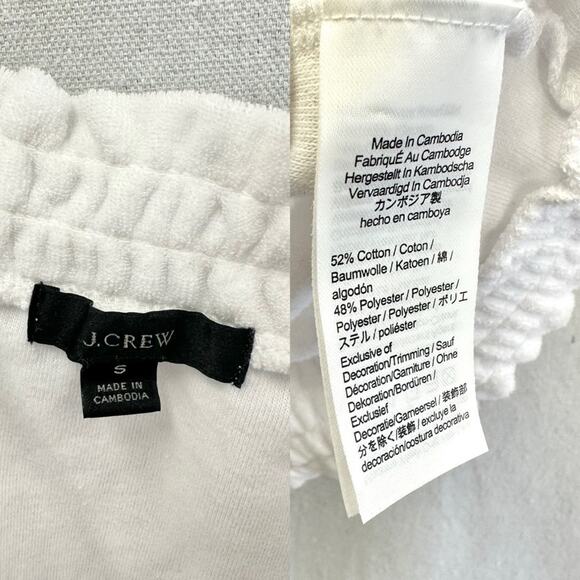 J.CREW
S
MADE IN
CAMBODIA
Made In Cambodia
FabriquÉ Au Cambodge
Hergestellt In Kambodscha
Vervaardigd In Cambodja
カンボジア製
hecho en camboya
52% Cotton / Coton /
Baumwolle / Katoen / 綿 /
algodón
48% Polyester / Polyester /
Polyester / Polyester / ポリエ
ステル / poliéster
Exclusive of
Decoration/Trimming / Sauf
Décoration/Garniture / Ohne
Dekoration/Bordüren /
Exclusief
Decoratie/Garneersel / 装飾部
分を除く/装飾 / excluye la
decoración/costura decorativa